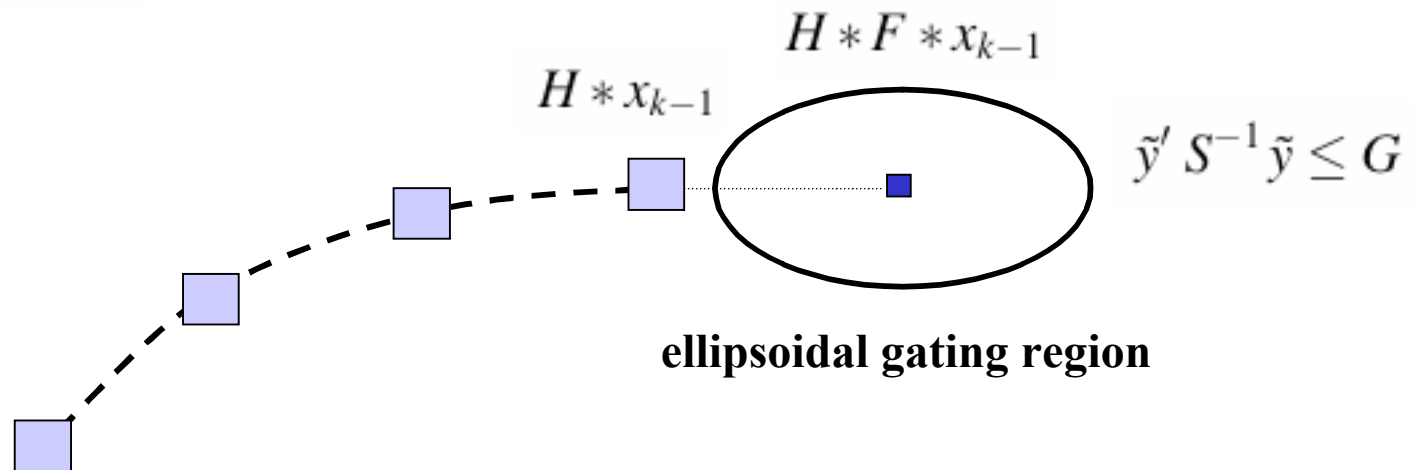 H ∗ F ∗ x_{k−1}
H ∗ x_{k−1}
ỹ′ S^{−1} ỹ ≤ G
ellipsoidal gating region